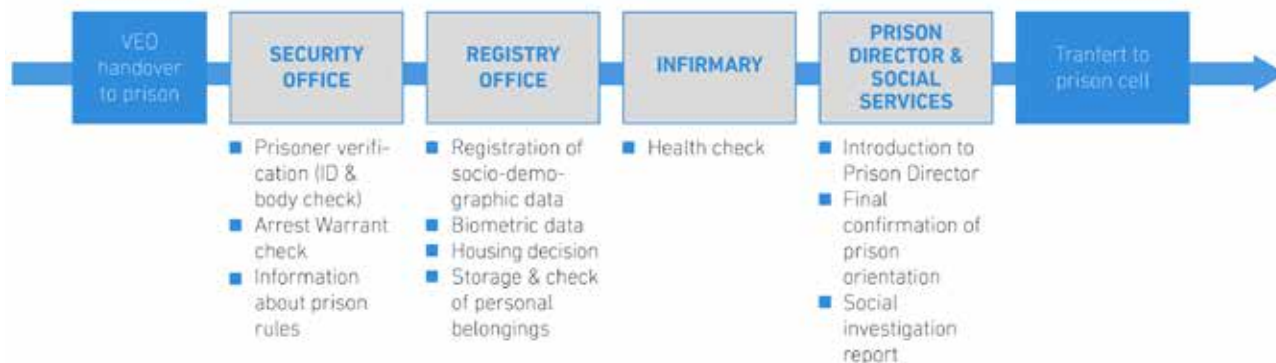 VEO
handover
to prison
SECURITY
OFFICE
REGISTRY
OFFICE
INFIRMARY
PRISON
DIRECTOR &
SOCIAL
SERVICES
Tranfert to
prison cell
Prisoner verifi-
cation (ID &
body check)
Arrest Warrant
check
Information
about prison
rules
Registration of
socio-demo-
graphic data
Biometric data
Housing decision
Storage & check
of personal
belongings
Health check
Introduction to
Prison Director
Final
confirmation of
prison
orientation
Social
investigation
report